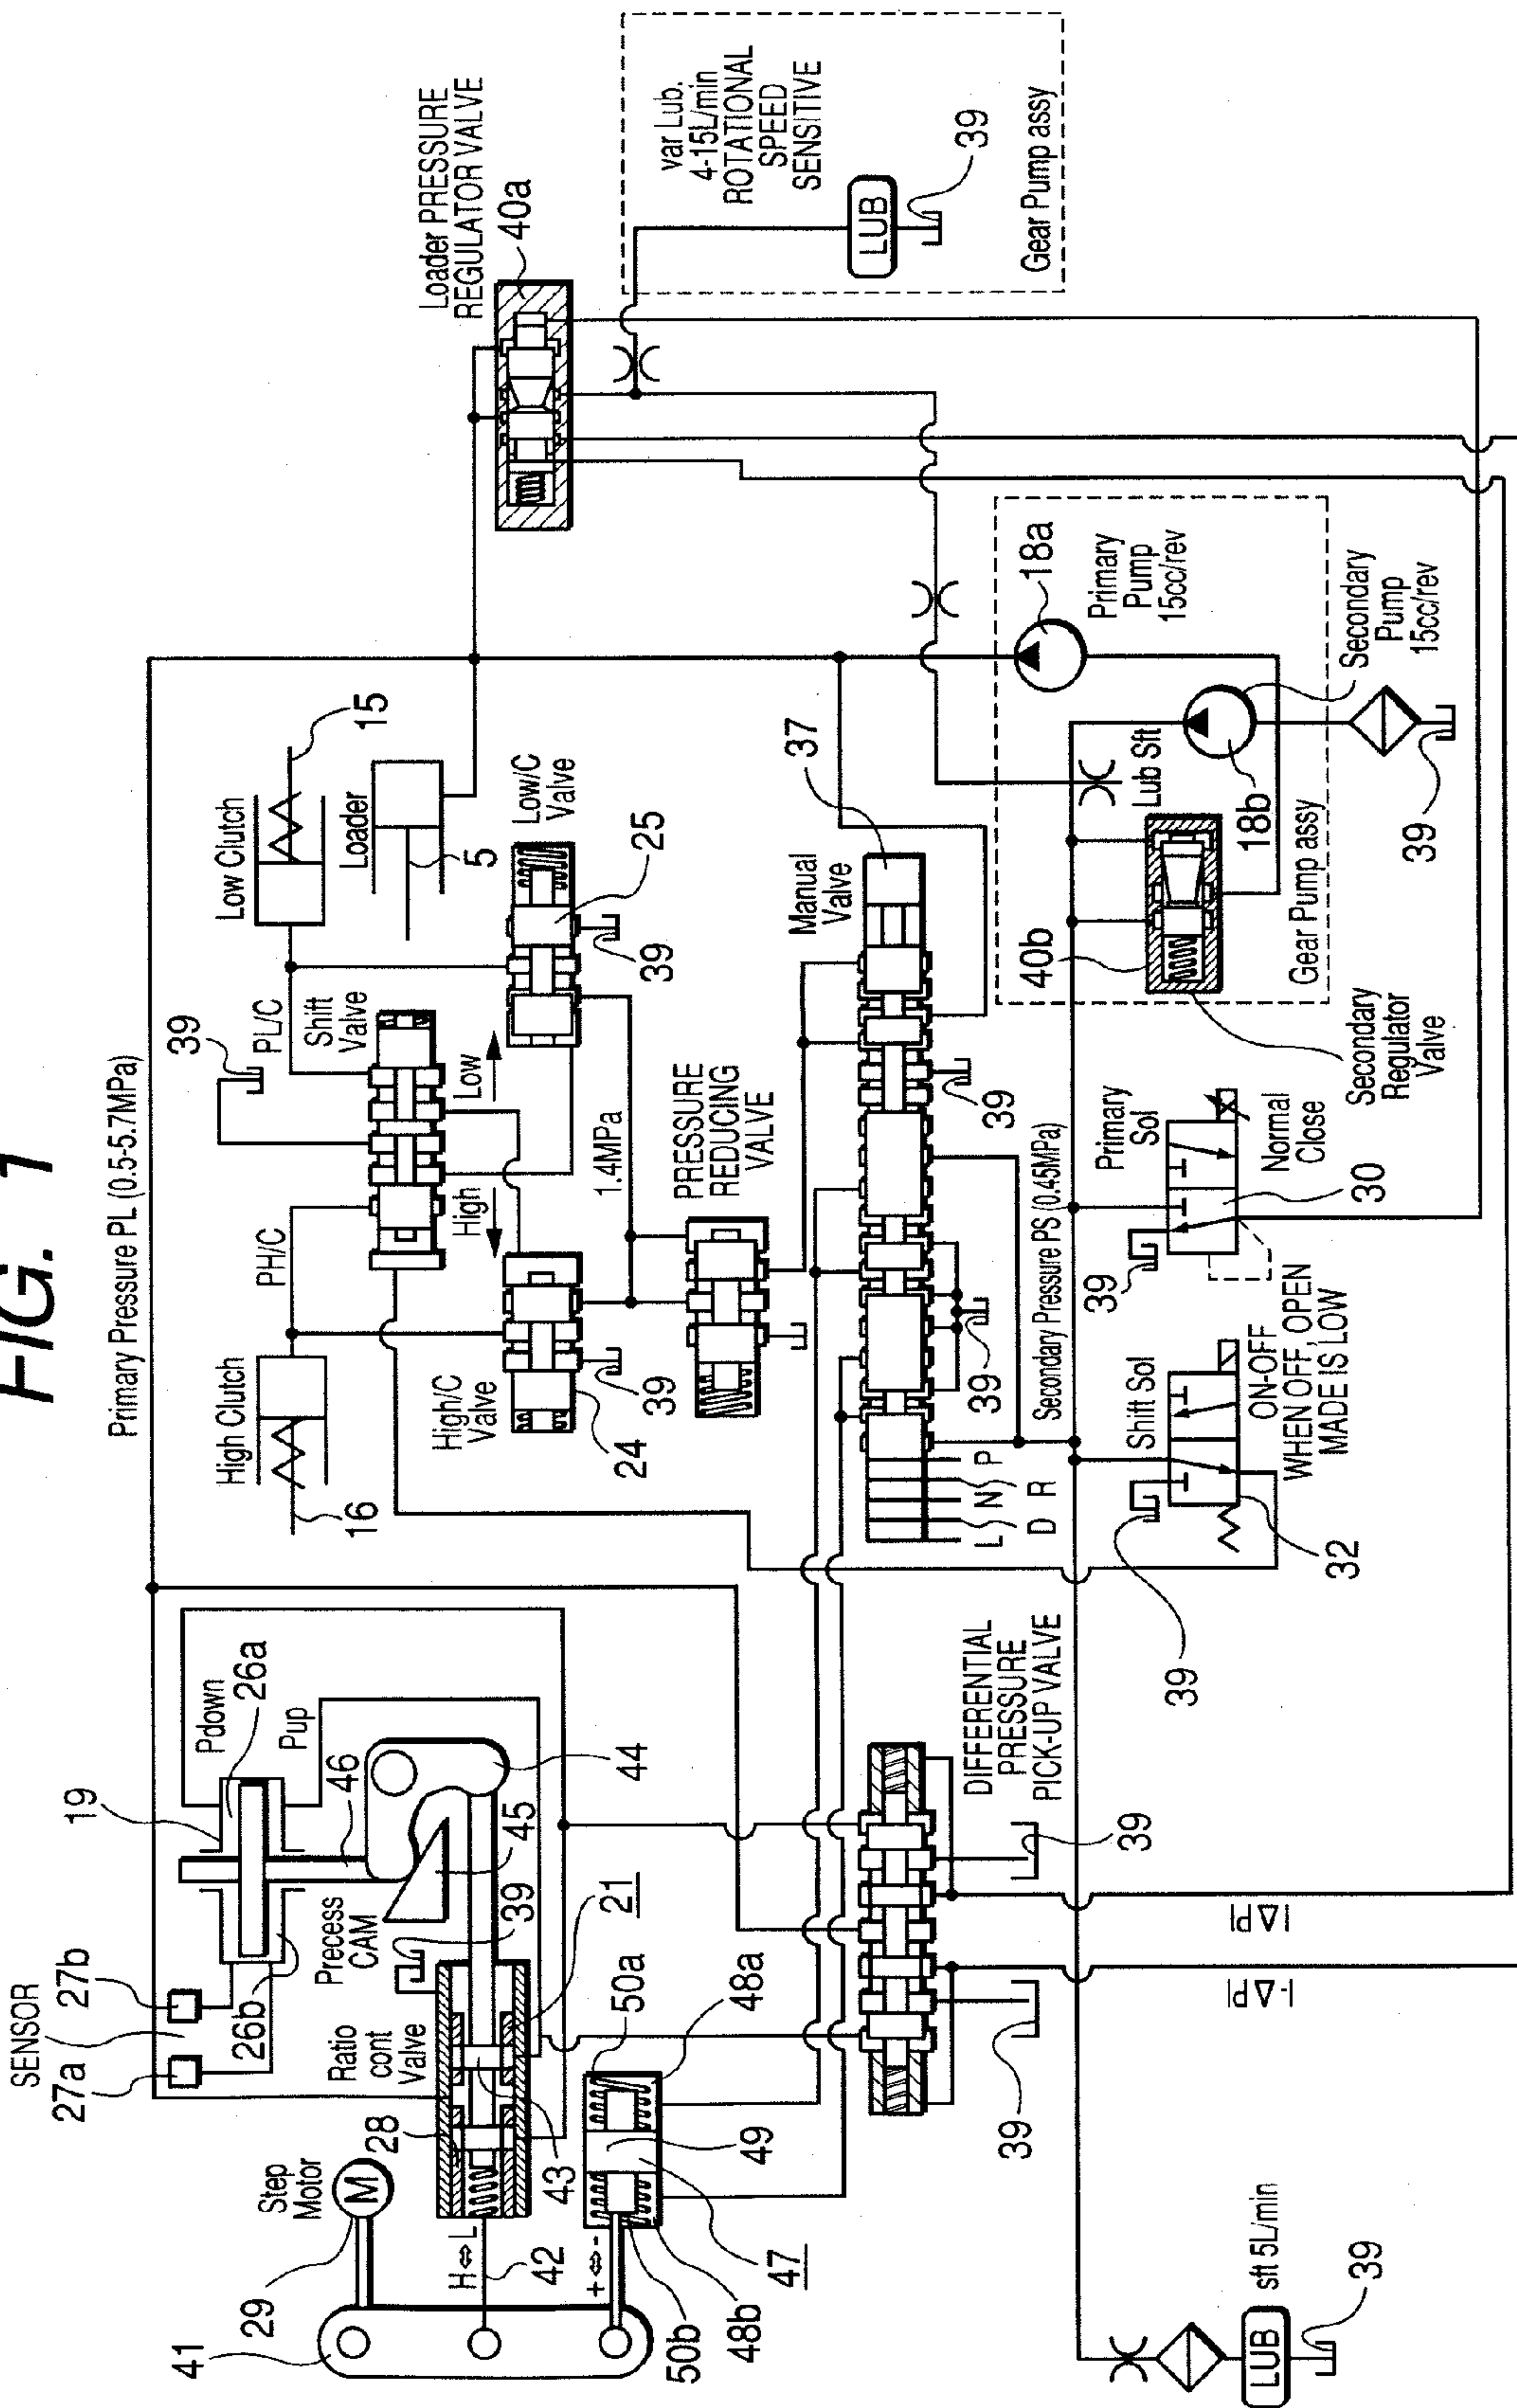 FIG. 1
Primary Pressure PL (0.5-5.7MPa)
SENSOR
27a
27b
26b
19
Pdown
26a
Pup
46
44
45
Precess
CAM
39
21
Ratio
cont
Valve
28
43
Step
Motor
M
29
41
H⇔L
42
+⇔-
50a
48a
49
47
48b
50b
High Clutch
16
PH/C
High/C
Valve
24
39
High
Low
39
PL/C
Shift
Valve
Low Clutch
15
Loader
5
Low/C
Valve
25
39
1.4MPa
PRESSURE
REDUCING
VALVE
Loader PRESSURE
REGULATOR VALVE
40a
var Lub.
4-15L/min
ROTATIONAL
SPEED
SENSITIVE
LUB
39
Gear Pump assy
Manual
Valve
37
39
39
L N P
D R
Secondary Pressure PS (0.45MPa)
DIFFERENTIAL
PRESSURE
PICK-UP VALVE
39
39
|ΔP|
|-ΔP|
Shift Sol
39
32
ON-OFF
WHEN OFF, OPEN
MADE IS LOW
Primary
Sol
39
Normal
Close
30
18a
Primary
Pump
15cc/rev
Secondary
Pump
15cc/rev
18b
Lub Sft
39
40b
Gear Pump assy
Secondary
Regulator
Valve
sft 5L/min
LUB
39